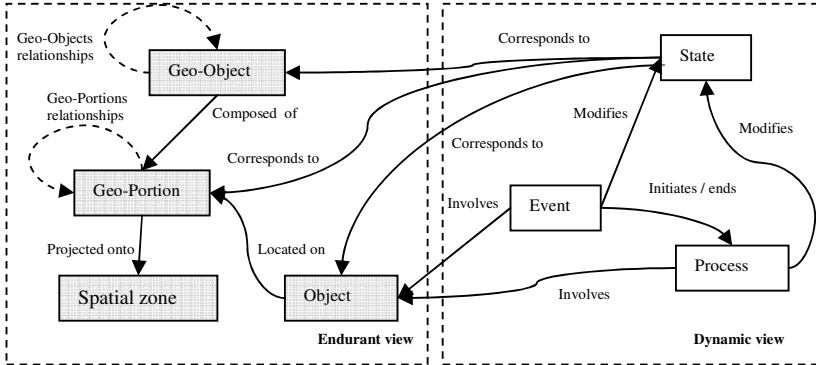 Geo-Objects
relationships
Geo-Object
Corresponds to
State
Geo-Portions
relationships
Composed of
Modifies
Modifies
Corresponds to
Corresponds to
Geo-Portion
Event
Initiates / ends
Involves
Projected onto
Located on
Process
Spatial zone
Object
Involves
Endurant view
Dynamic view